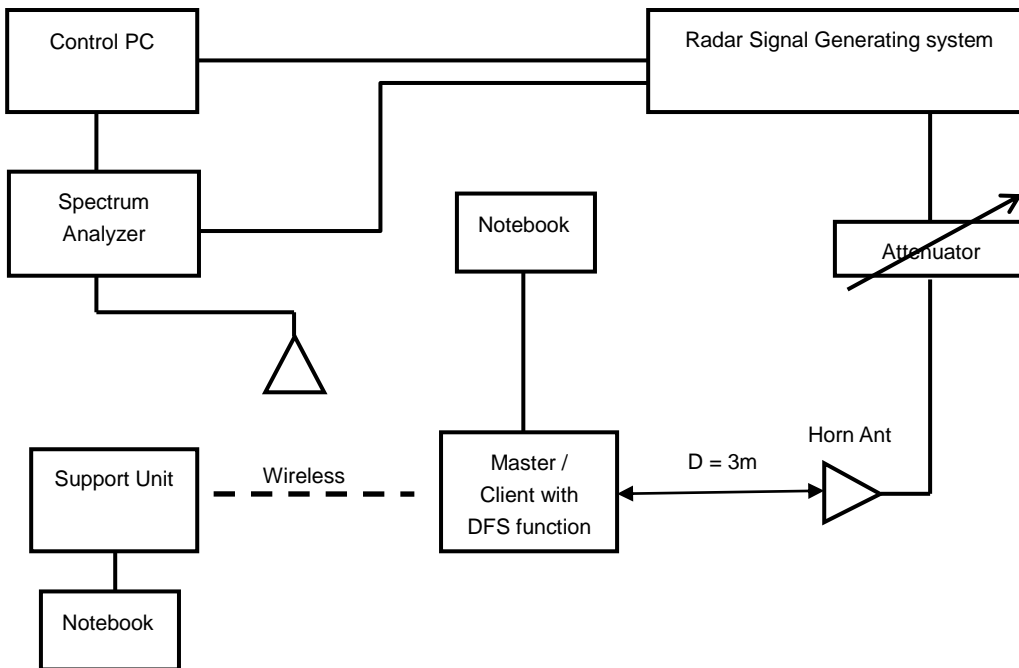 Control PC
Radar Signal Generating system
Spectrum
Analyzer
Notebook
Attenuator
Horn Ant
Support Unit
Wireless
Master /
Client with
DFS function
D = 3m
Notebook